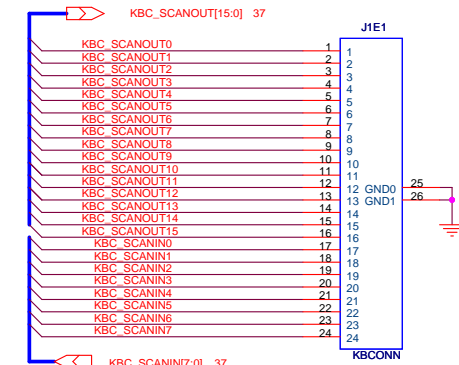 KBC_SCANOUT[15:0] 37
J1E1
KBC_SCANOUT0 1 1
KBC_SCANOUT1 2 2
KBC_SCANOUT2 3 3
KBC_SCANOUT3 4 4
KBC_SCANOUT4 5 5
KBC_SCANOUT5 6 6
KBC_SCANOUT6 7 7
KBC_SCANOUT7 8 8
KBC_SCANOUT8 9 9
KBC_SCANOUT9 10 10
KBC_SCANOUT10 11 11
KBC_SCANOUT11 12 12 GND0 25
KBC_SCANOUT12 13 13 GND1 26
KBC_SCANOUT13 14 14
KBC_SCANOUT14 15 15
KBC_SCANOUT15 16 16
KBC_SCANIN0 17 17
KBC_SCANIN1 18 18
KBC_SCANIN2 19 19
KBC_SCANIN3 20 20
KBC_SCANIN4 21 21
KBC_SCANIN5 22 22
KBC_SCANIN6 23 23
KBC_SCANIN7 24 24
KBCONN
KBC_SCANIN[7:0] 37